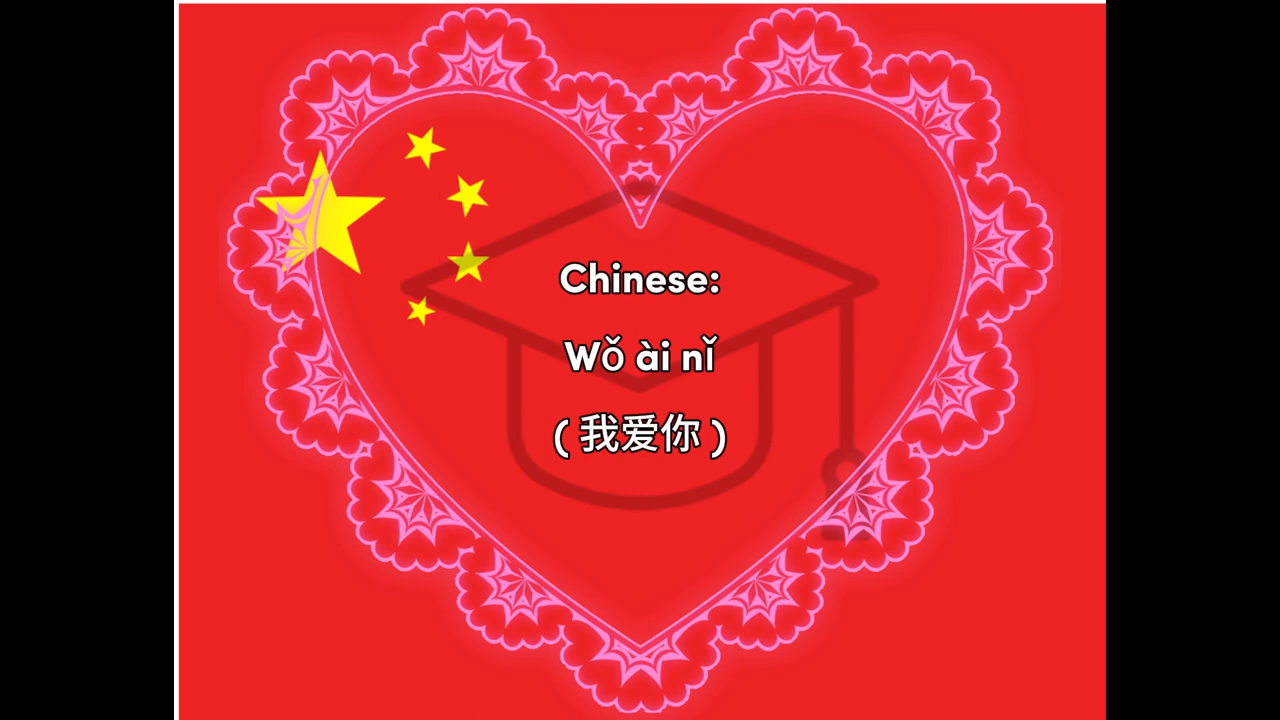 Chinese:
Wǒ ài nǐ
( 我爱你 )